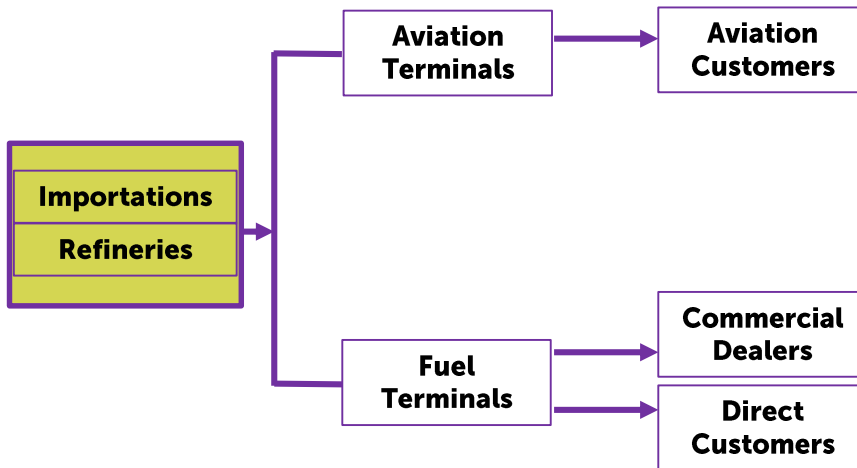 Aviation
Terminals
Aviation
Customers
Importations
Refineries
Commercial
Dealers
Fuel
Terminals
Direct
Customers